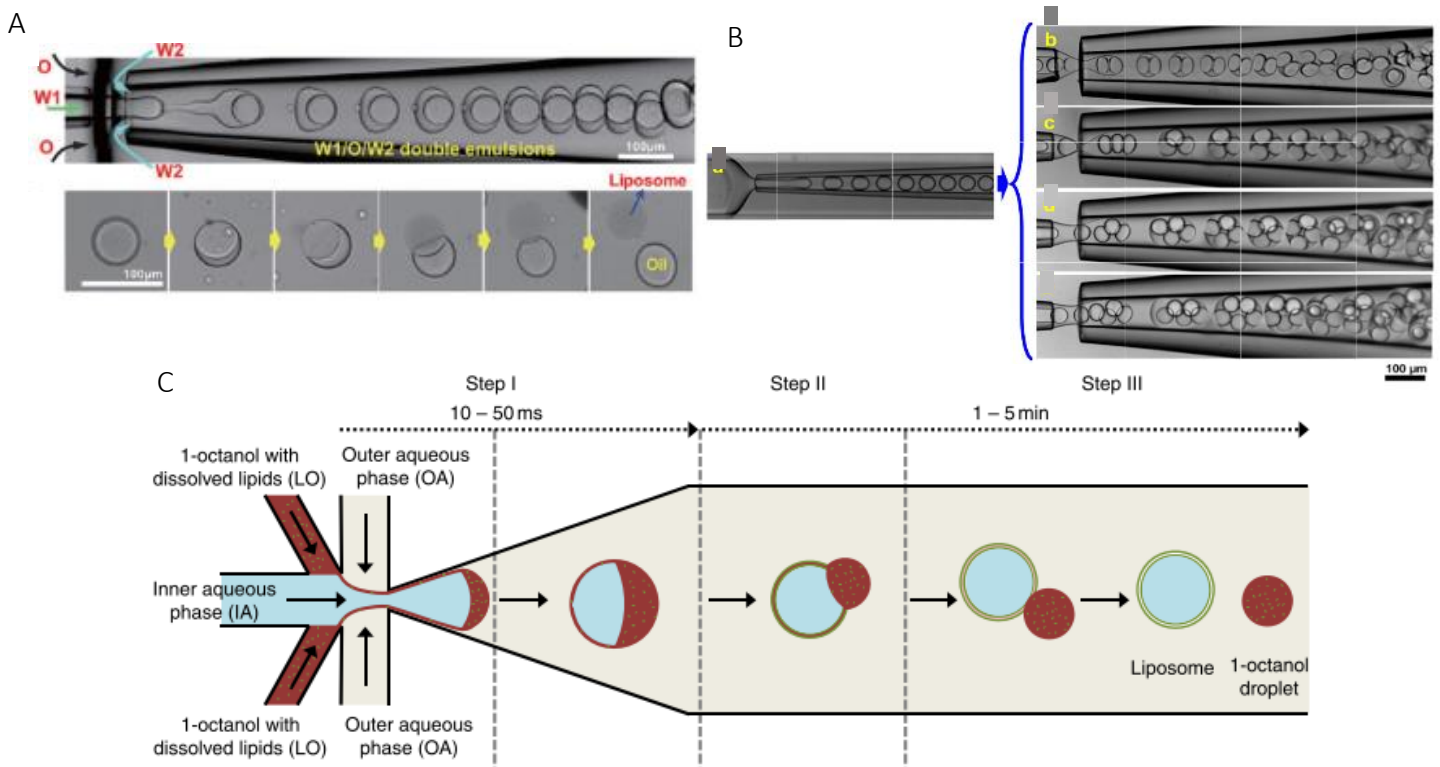 A
O
W2
W1
O
W2
W1/O/W2 double emulsions
100μm
Liposome
100μm
Oil
B
b
c
100 μm
C
Step I
Step II
Step III
10 – 50 ms
1 – 5 min
1-octanol with
dissolved lipids (LO)
Outer aqueous
phase (OA)
Inner aqueous
phase (IA)
Liposome
1-octanol
droplet
1-octanol with
dissolved lipids (LO)
Outer aqueous
phase (OA)